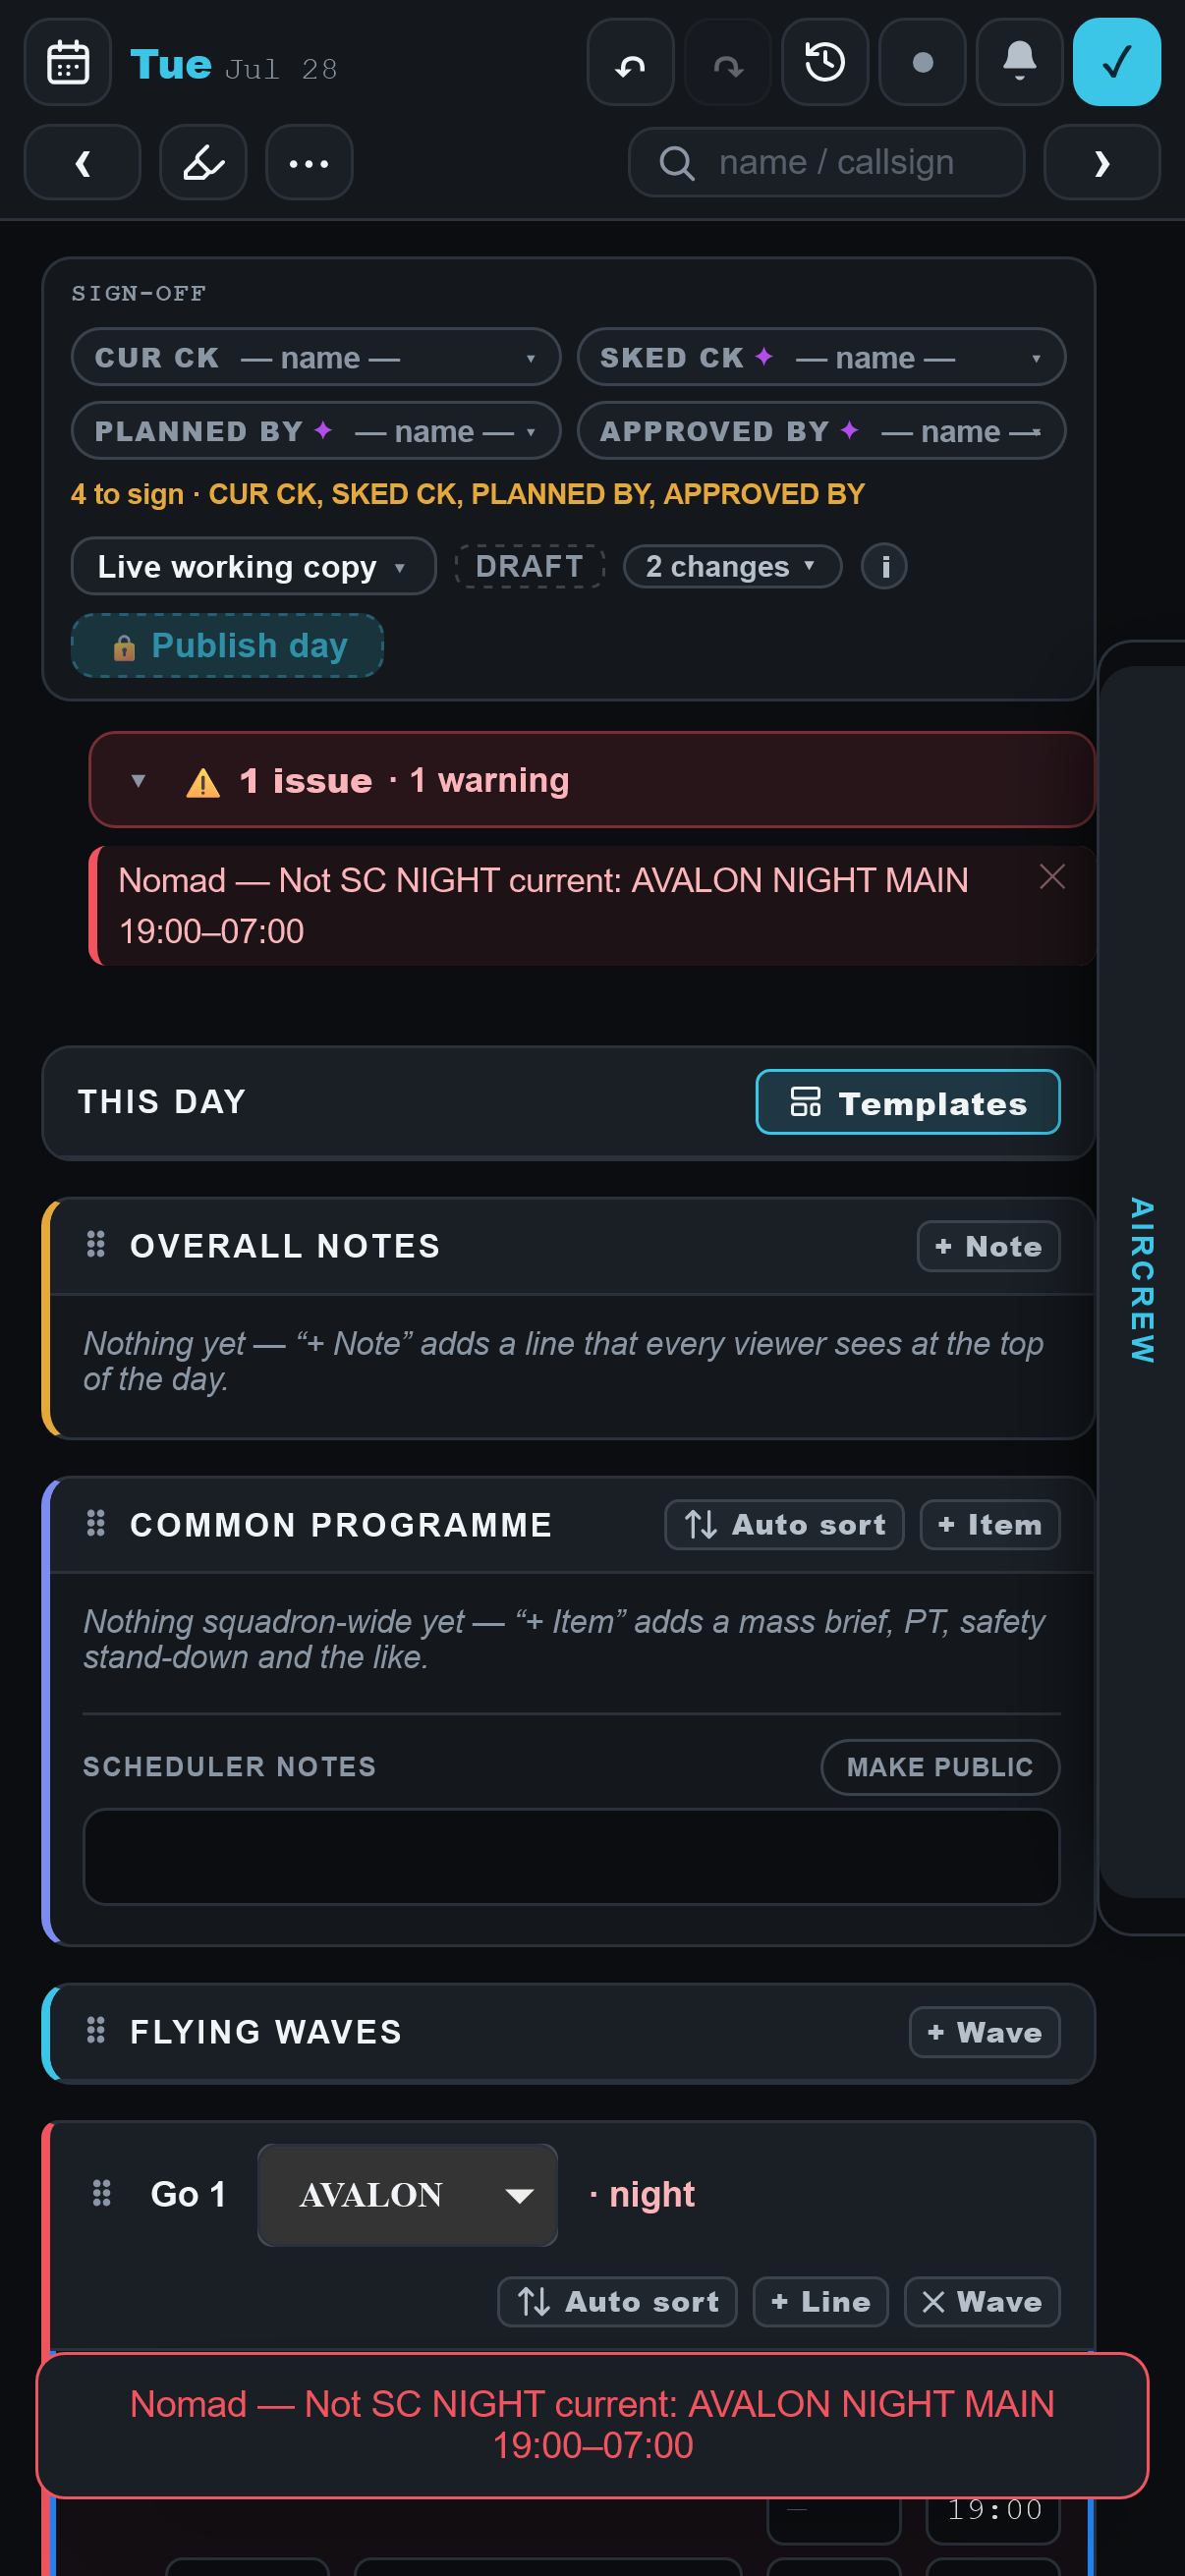 Tue Jul 28
name / callsign
SIGN-OFF
CUR CK — name —
SKED CK ✦ — name —
PLANNED BY ✦ — name —
APPROVED BY ✦ — name —
4 to sign · CUR CK, SKED CK, PLANNED BY, APPROVED BY
Live working copy
DRAFT
2 changes
i
Publish day
1 issue · 1 warning
Nomad — Not SC NIGHT current: AVALON NIGHT MAIN
19:00–07:00
THIS DAY
Templates
OVERALL NOTES
+ Note
Nothing yet — “+ Note” adds a line that every viewer sees at the top
of the day.
COMMON PROGRAMME
Auto sort
+ Item
Nothing squadron-wide yet — “+ Item” adds a mass brief, PT, safety
stand-down and the like.
SCHEDULER NOTES
MAKE PUBLIC
AIRCREW
FLYING WAVES
+ Wave
Go 1
AVALON
· night
Auto sort
+ Line
× Wave
Nomad — Not SC NIGHT current: AVALON NIGHT MAIN
19:00–07:00
—
19:00